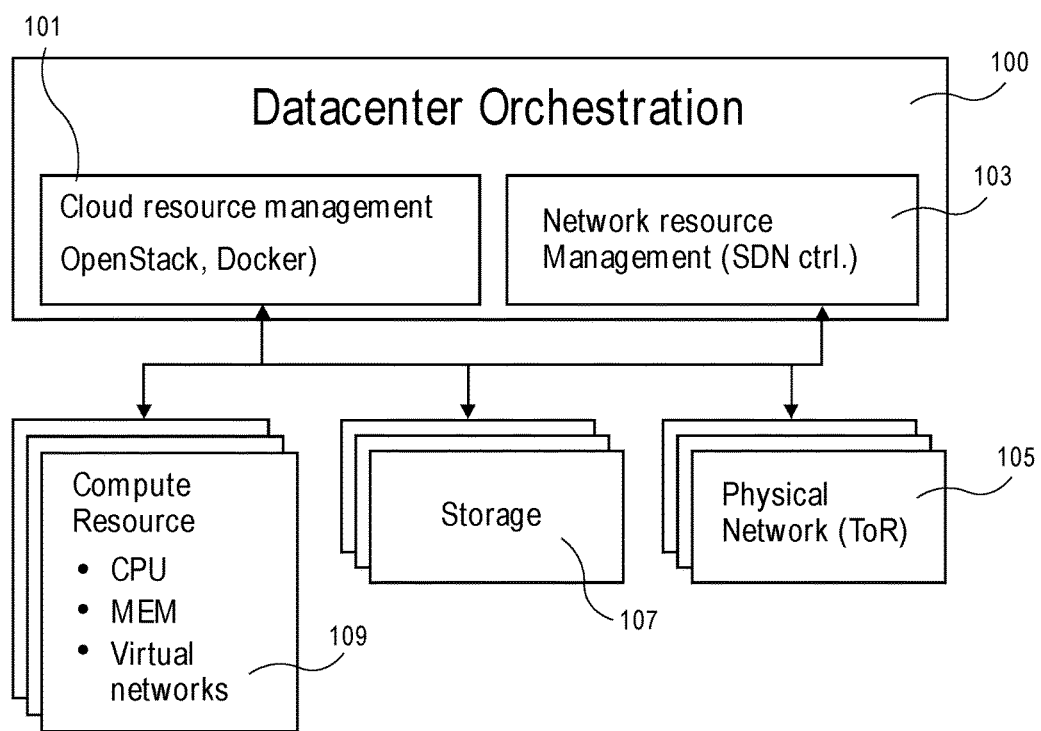 101
100
Datacenter Orchestration
103
Cloud resource management
OpenStack, Docker)
Network resource
Management (SDN ctrl.)
Compute
Resource
• CPU
• MEM
• Virtual
networks
109
Storage
107
Physical
Network (ToR)
105